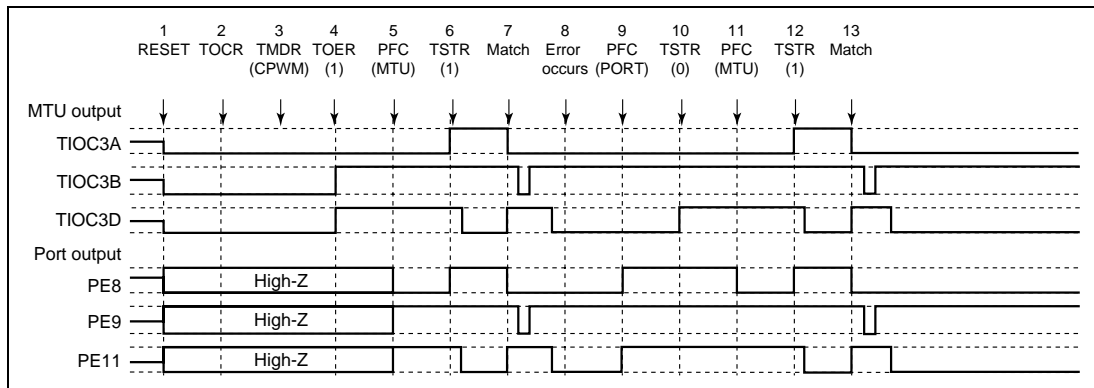 1 2 3 4 5 6 7 8 9 10 11 12 13
RESET TOCR TMDR TOER PFC TSTR Match Error PFC TSTR PFC TSTR Match
(CPWM) (1) (MTU) (1) occurs (PORT) (0) (MTU) (1)
MTU output
TIOC3A
TIOC3B
TIOC3D
Port output
PE8 High-Z
PE9 High-Z
PE11 High-Z